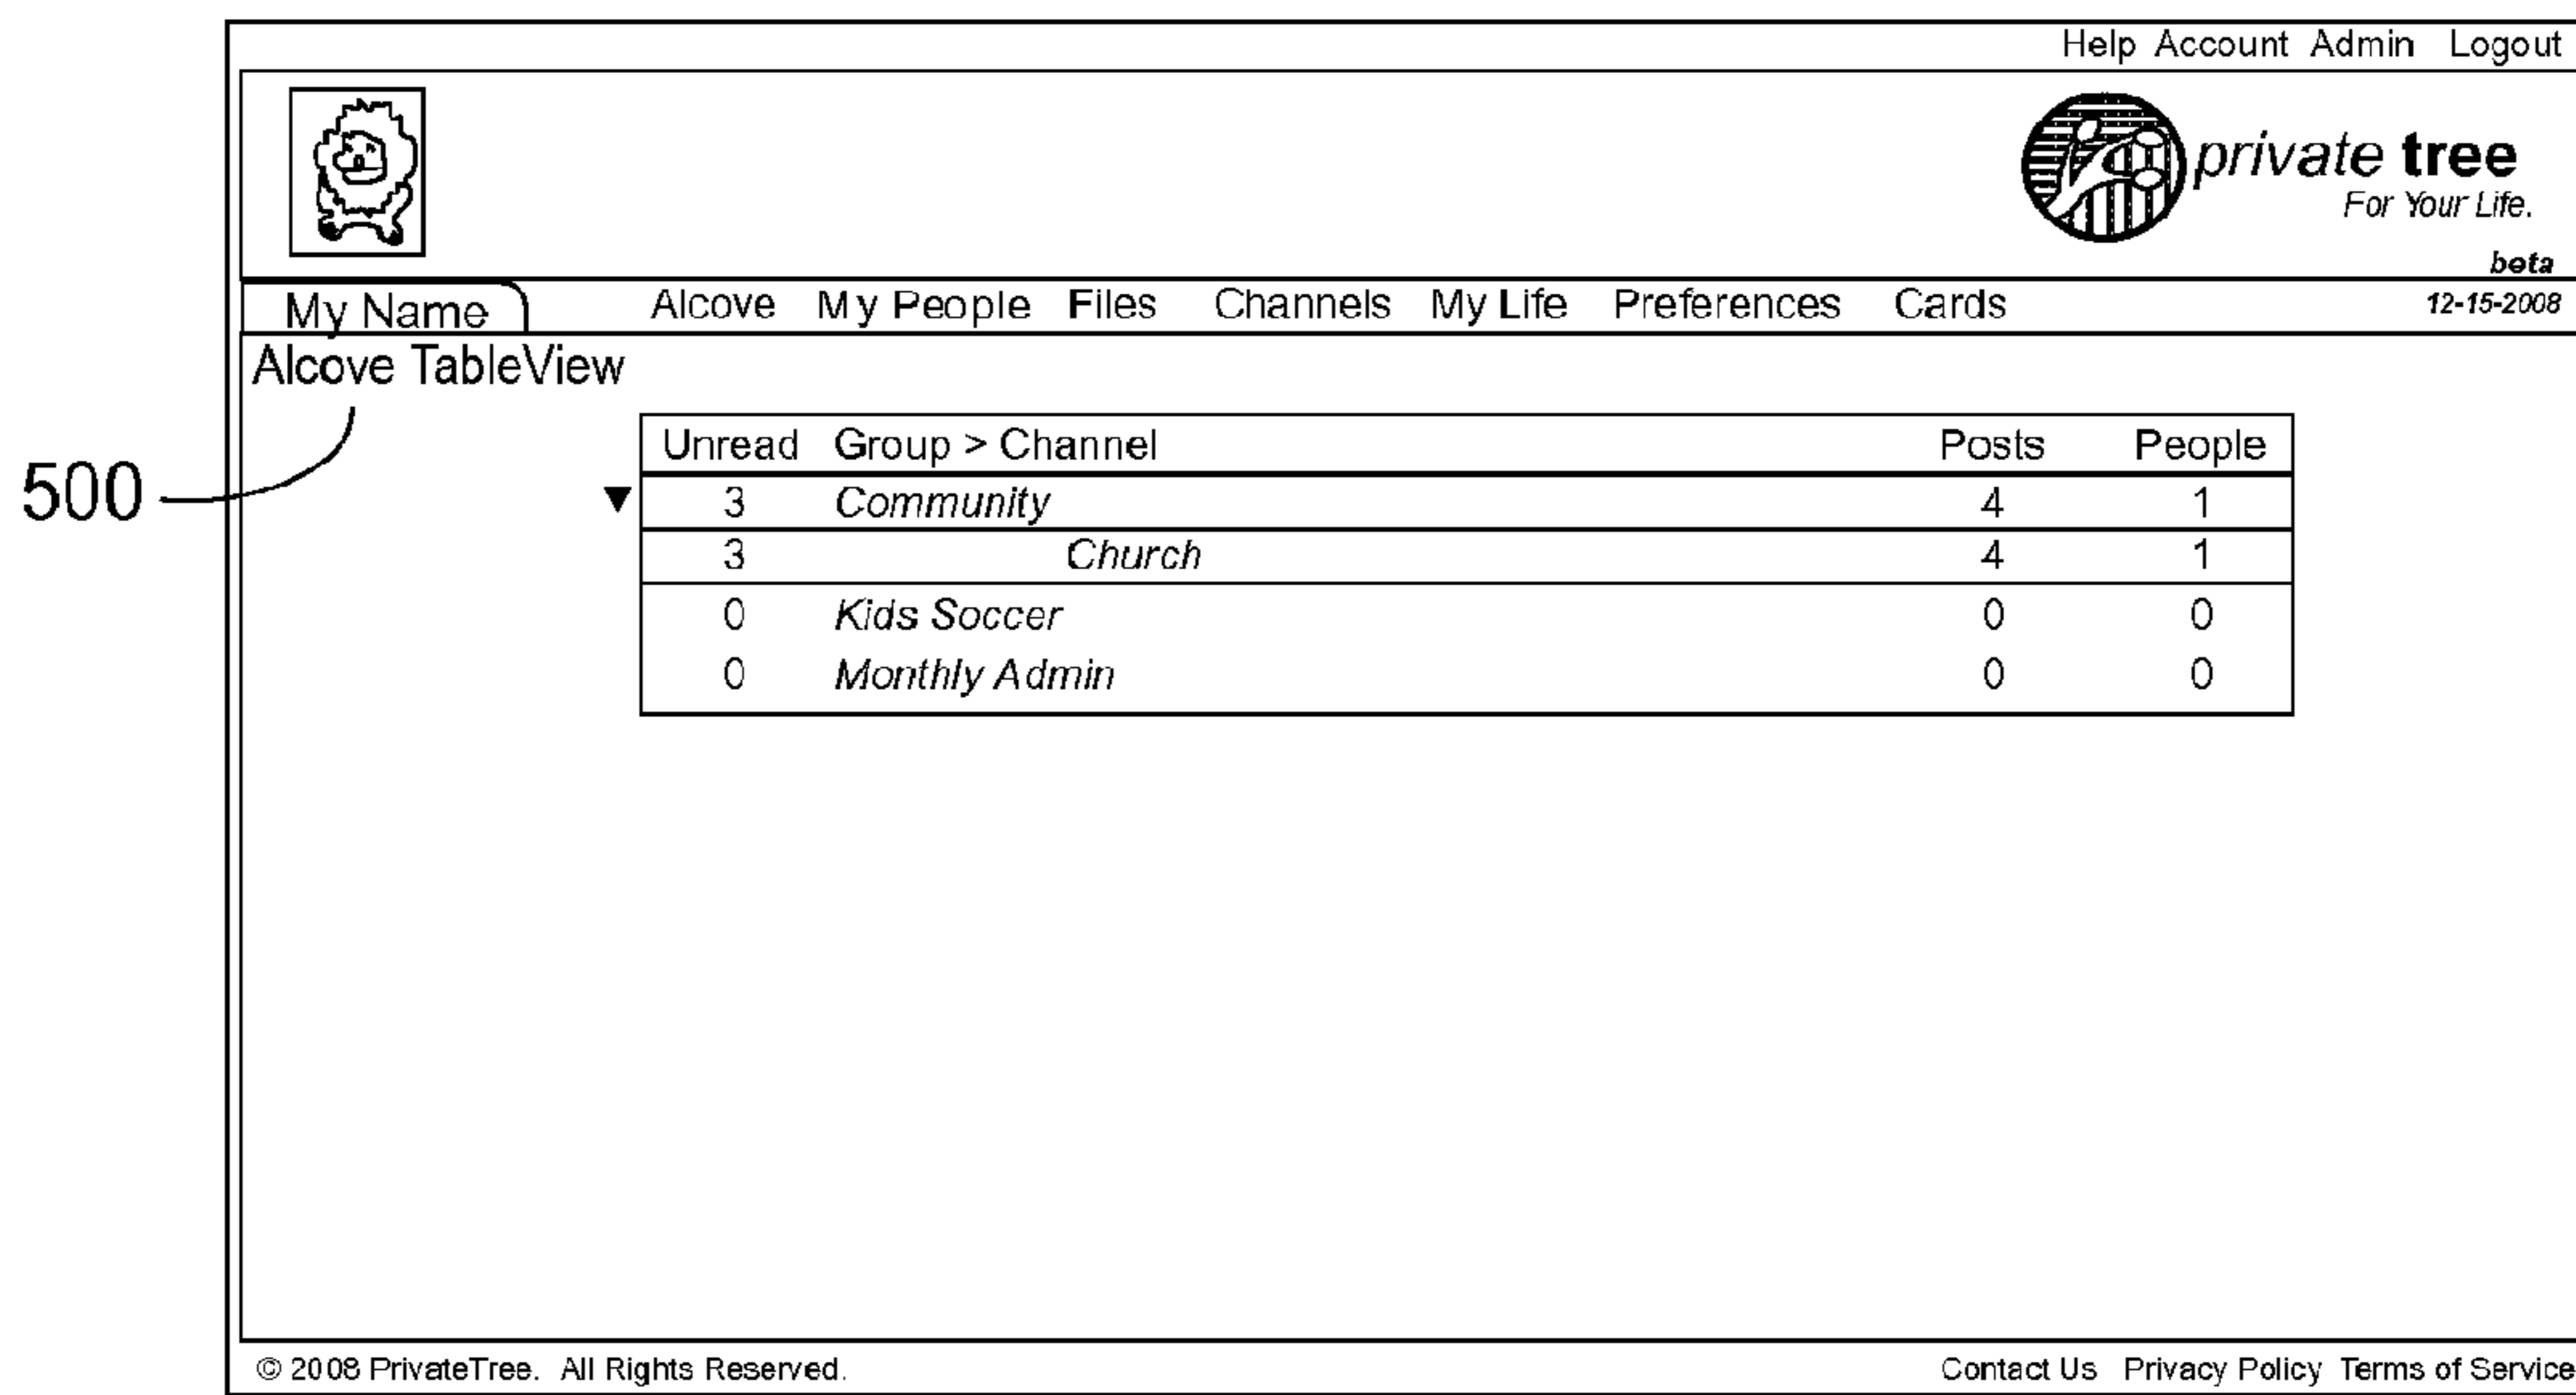 Help Account Admin Logout
private tree
For Your Life.
beta
My Name Alcove My People Files Channels My Life Preferences Cards 12-15-2008
Alcove TableView
500
Unread Group > Channel Posts People
▼ 3 Community 4 1
3 Church 4 1
0 Kids Soccer 0 0
0 Monthly Admin 0 0
© 2008 PrivateTree. All Rights Reserved. Contact Us Privacy Policy Terms of Service